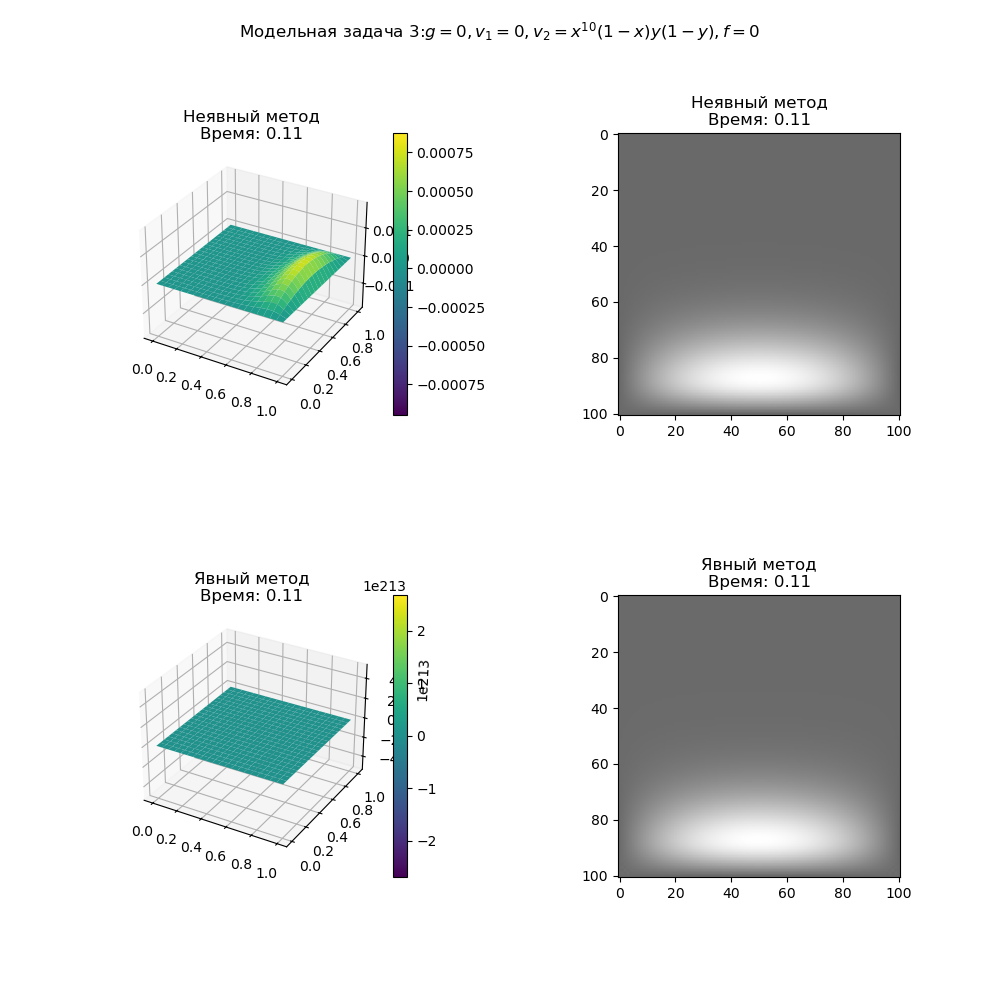 Модельная задача 3:g = 0, v₁ = 0, v₂ = x¹⁰(1 − x)y(1 − y), f = 0
Неявный метод
Время: 0.11
0.00075
0.00050
0.00025
0.00000
−0.00025
−0.00050
−0.00075
0.0 0.2 0.4 0.6 0.8 1.0
0.0 0.2 0.4 0.6 0.8 1.0
Неявный метод
Время: 0.11
0
20
40
60
80
100
0 20 40 60 80 100
Явный метод
Время: 0.11
1e213
2
0
−1
−2
1e213
0.0 0.2 0.4 0.6 0.8 1.0
0.0 0.2 0.4 0.6 0.8 1.0
Явный метод
Время: 0.11
0
20
40
60
80
100
0 20 40 60 80 100